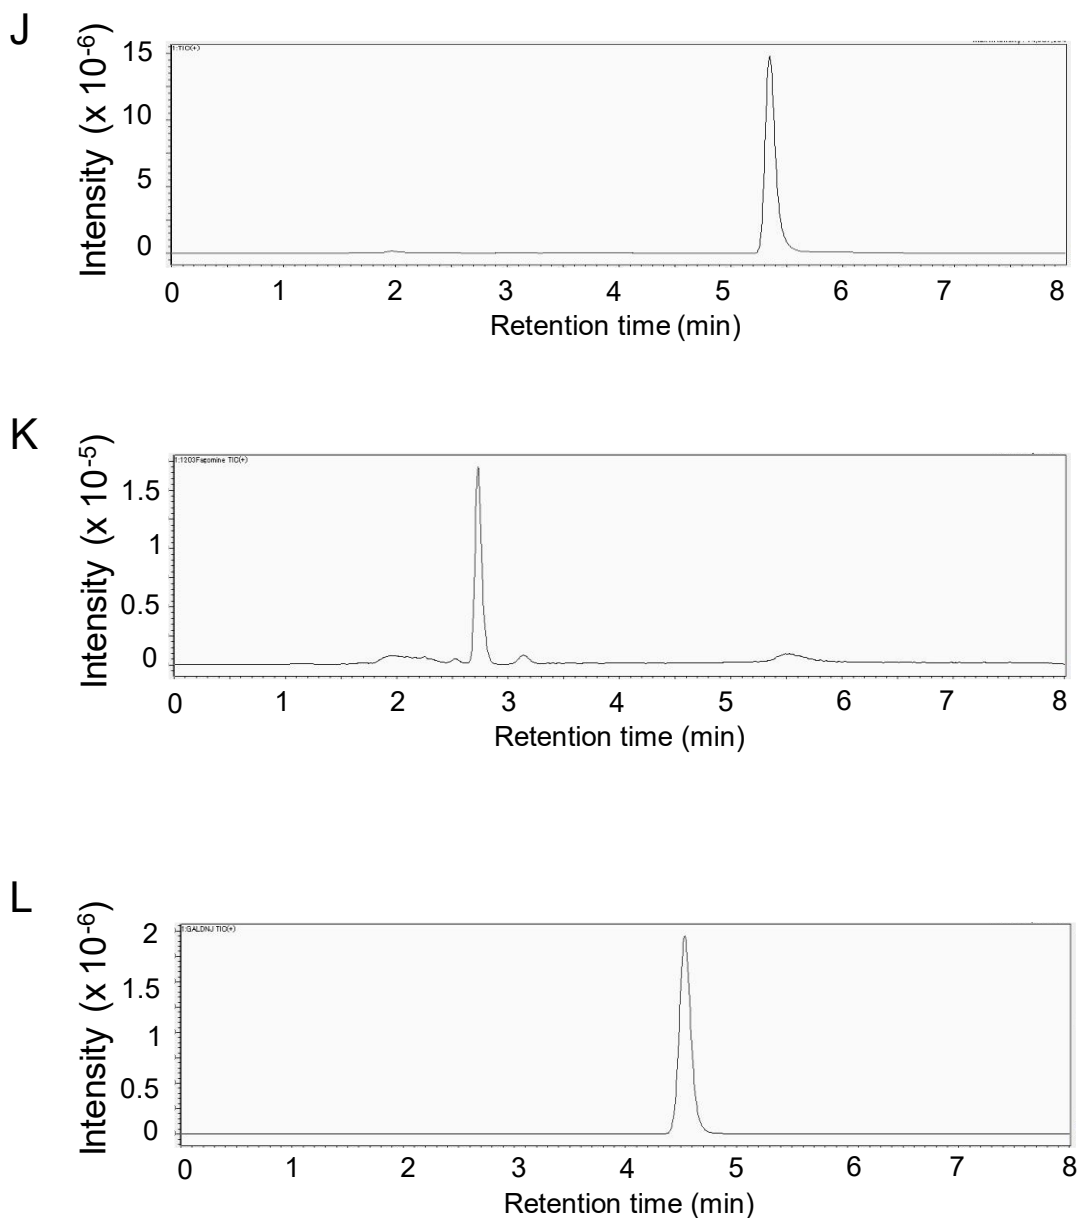 J
Intensity (x 10-6)
1:TIC(+)
15
10
5
0
0 1 2 3 4 5 6 7 8
Retention time (min)
K
Intensity (x 10-5)
1:1203Fagomine TIC(+)
1.5
1
0.5
0
0 1 2 3 4 5 6 7 8
Retention time (min)
L
Intensity (x 10-6)
1:GALDNJ TIC(+)
2
1.5
1
0.5
0
0 1 2 3 4 5 6 7 8
Retention time (min)